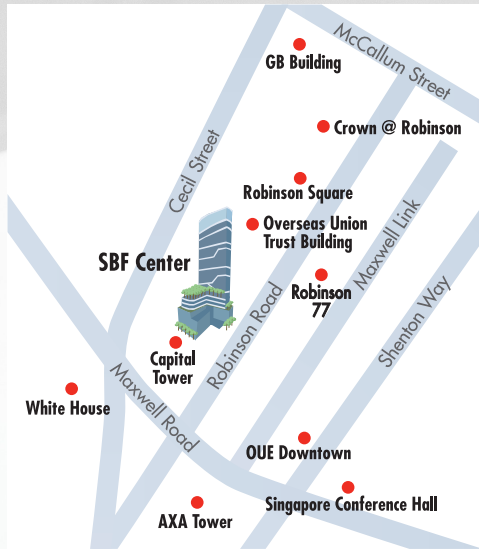 McCallum Street
GB Building
Crown @ Robinson
Cecil Street
Robinson Square
Maxwell Link
Overseas Union
Trust Building
SBF Center
Robinson
77
Robinson Road
Shenton Way
Capital
Tower
White House
Maxwell Road
OUE Downtown
Singapore Conference Hall
AXA Tower